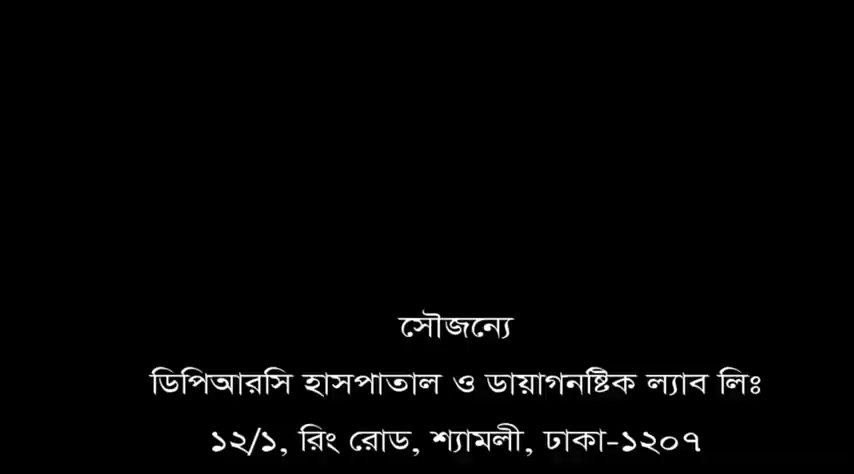 সৌজন্যে
ডিপিআরসি হাসপাতাল ও ডায়াগনষ্টিক ল্যাব লিঃ
১২/১, রিং রোড, শ্যামলী, ঢাকা-১২০৭